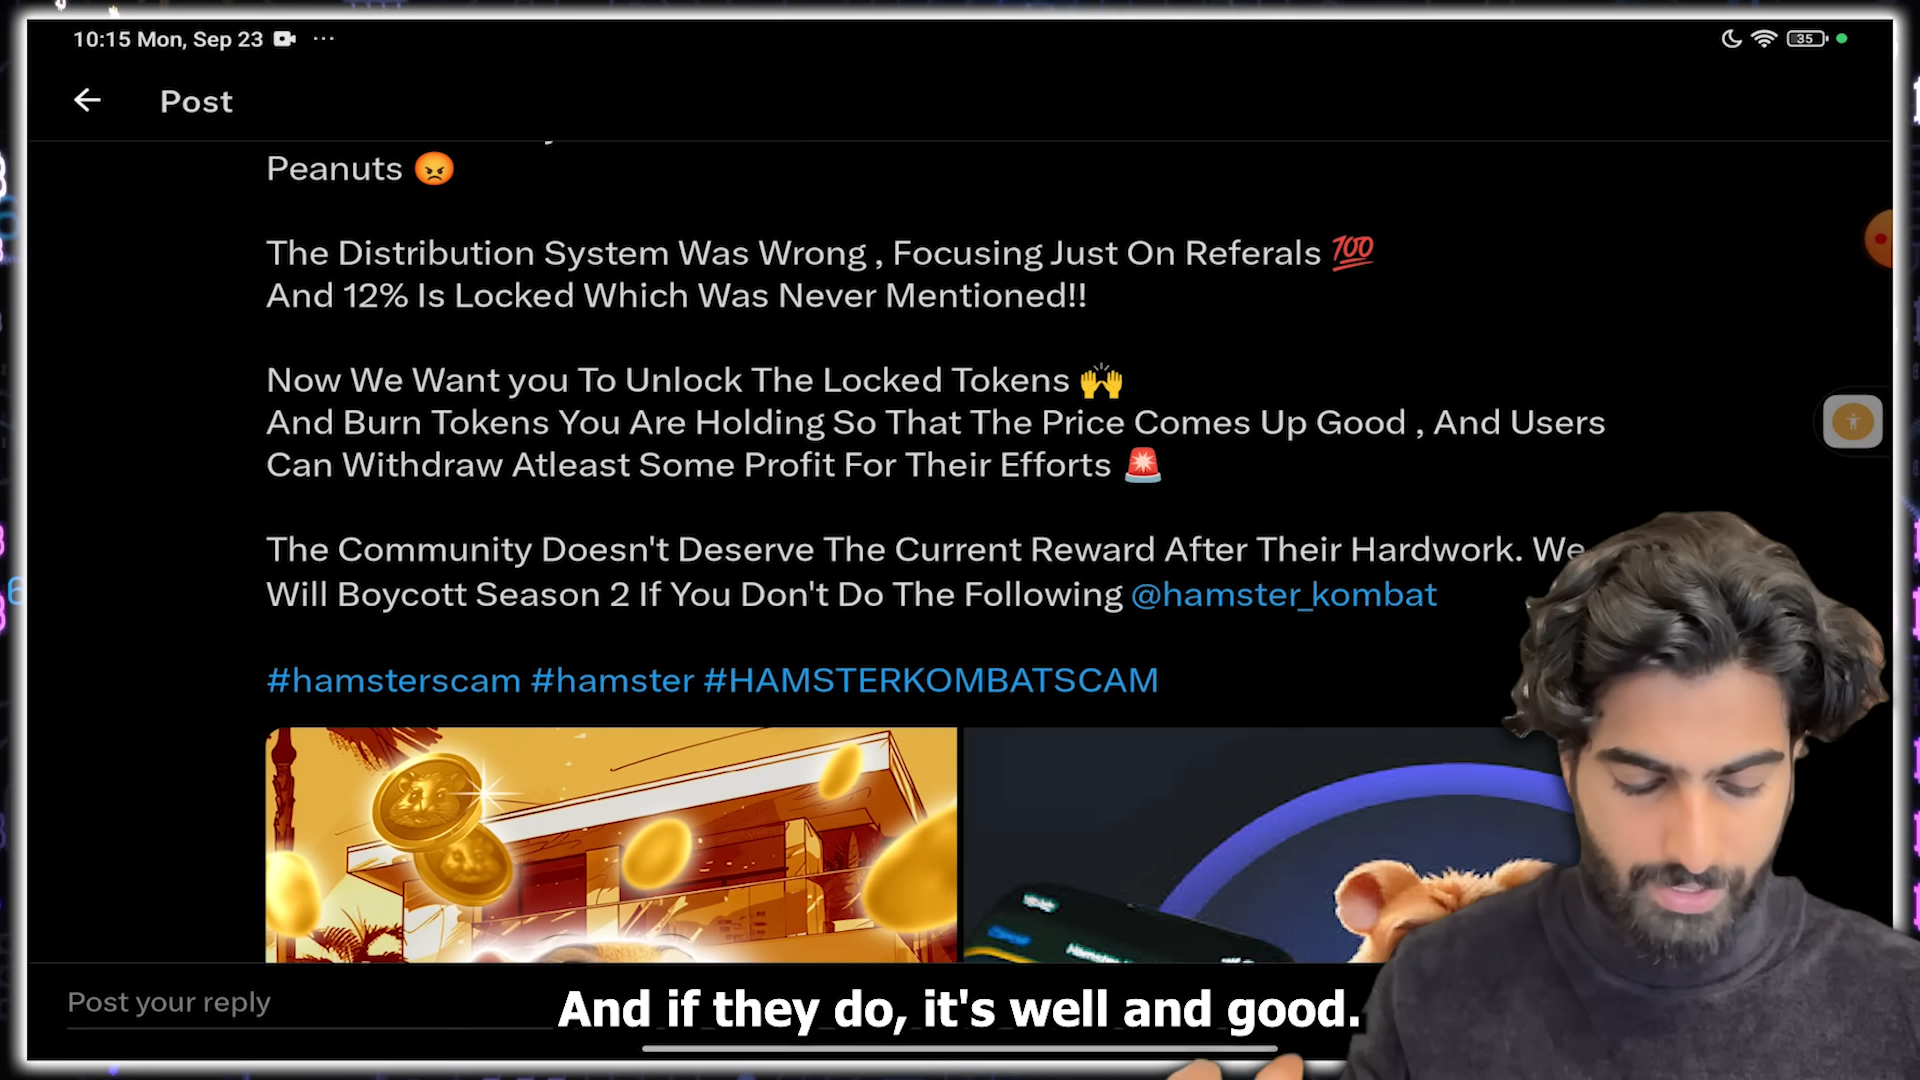 10:15 Mon, Sep 23
35
Post
Peanuts 😡
The Distribution System Was Wrong , Focusing Just On Referals 💯
And 12% Is Locked Which Was Never Mentioned!!
Now We Want you To Unlock The Locked Tokens 🙌
And Burn Tokens You Are Holding So That The Price Comes Up Good , And Users
Can Withdraw Atleast Some Profit For Their Efforts 🚨
The Community Doesn't Deserve The Current Reward After Their Hardwork. We
Will Boycott Season 2 If You Don't Do The Following @hamster_kombat
#hamsterscam #hamster #HAMSTERKOMBATSCAM
Post your reply
And if they do, it's well and good.